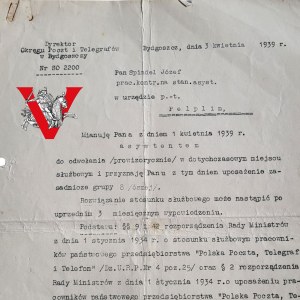 Dyrektor
Okręgu Poczt i Telegrafów
w Bydgoszczy
Nr BO 2200
Bydgoszcz, dnia 3 kwietnia 1939 r.
Pan Józef
prac.kontr.na stan.asyst.
w urzędzie p.-t.
Pelplin.
V
Mianuję Pana z dniem 1 kwietnia 1939 r.
asystentem
do odwołania /prowizorycznie/ w dotychczasowym miejscu
służbowym i przyznaję Panu z tym dniem uposażenie za-
sadnicze grupy 8
Rozwiązanie stosunku służbowego może nastąpić po
uprzednim 3 miesięcznym wypowiedzeniu.
Podstawa: §§ 9 i 42 rozporządzenia Rady Ministrów
z dnia 1 stycznia 1934 r. o stosunku służbowym pracowni-
ków państwowego przedsiębiorstwa "Polska Poczta, Telegraf
i Telefon" /Dz.U.R.P.Nr 4 poz.25/ oraz § 2 rozporządzenia
Rady Ministrów z dnia 1 stycznia 1934 r.o uposażeniu pra-
cowników państwowego przedsiębiorstwa "Polska Poczta,